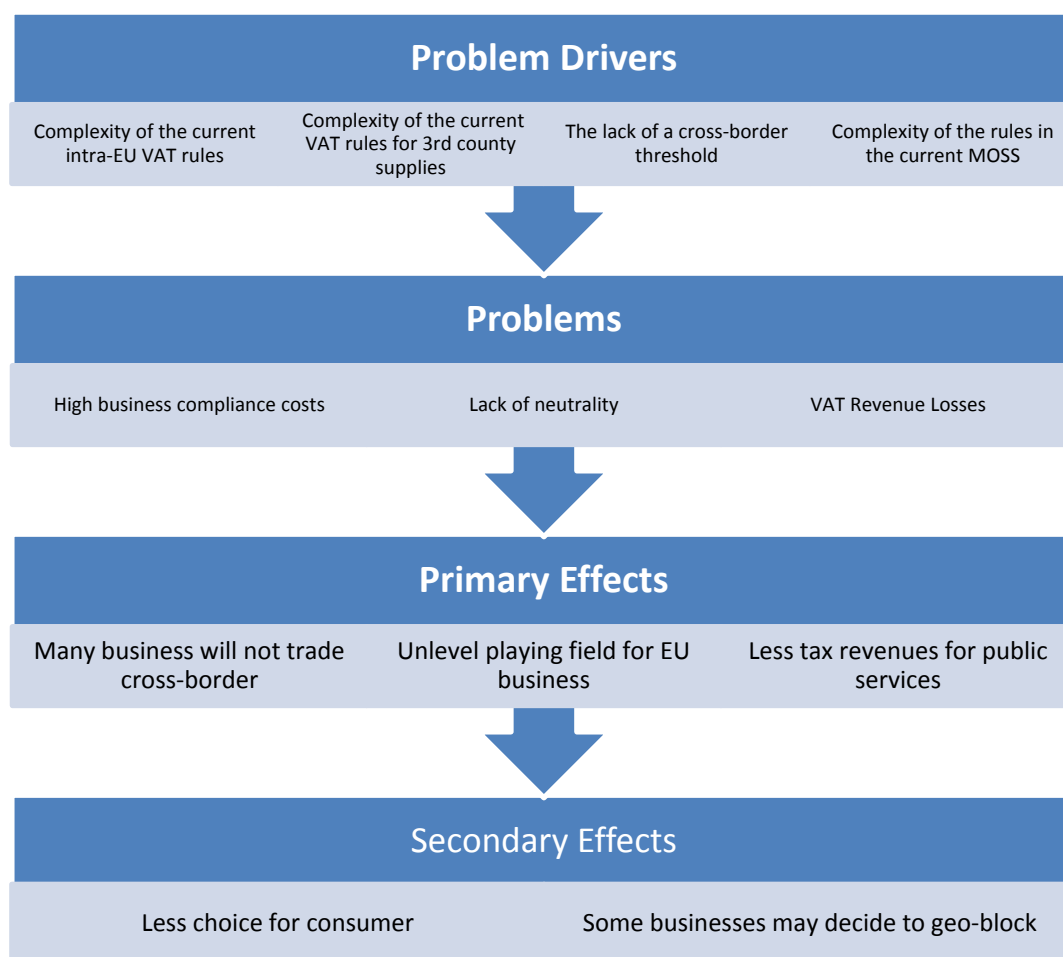 Problem Drivers
Complexity of the current
intra-EU VAT rules
Complexity of the current
VAT rules for 3rd county
supplies
The lack of a cross-border
threshold
Complexity of the rules in
the current MOSS
Problems
High business compliance costs
Lack of neutrality
VAT Revenue Losses
Primary Effects
Many business will not trade
cross-border
Unlevel playing field for EU
business
Less tax revenues for public
services
Secondary Effects
Less choice for consumer
Some businesses may decide to geo-block